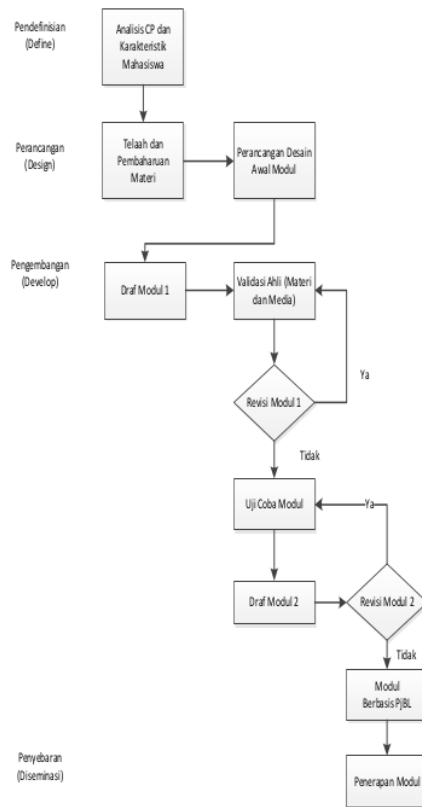 Pendefinisian
(Define)
Analisis CP dan
Karakteristik
Mahasiswa
Perancangan
(Design)
Telaah dan
Pembaharuan
Materi
Perancangan Desain
Awal Modul
Pengembangan
(Develop)
Draf Modul 1
Validasi Ahli (Materi
dan Media)
Ya
Revisi Modul 1
Tidak
Uji Coba Modul
Ya
Draf Modul 2
Revisi Modul 2
Tidak
Modul
Berbasis PJBL
Penyebaran
(Diseminasi)
Penerapan Modul